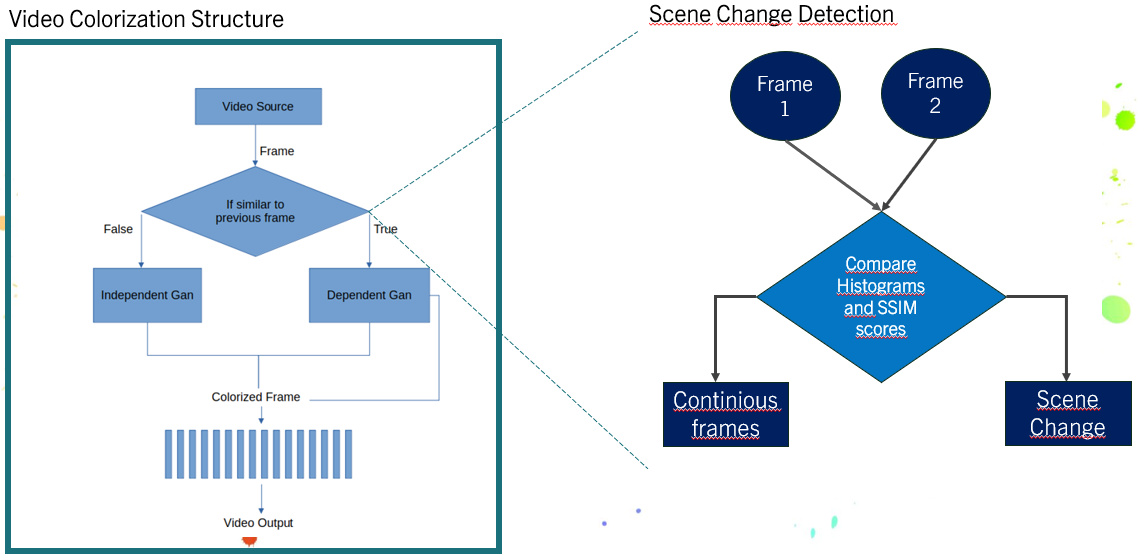 Video Colorization Structure
Video Source
Frame
If similar to
previous frame
False
True
Independent Gan
Dependent Gan
Colorized Frame
Video Output
Scene Change Detection
Frame
1
Frame
2
Compare
Histograms
and SSIM
scores
Continious
frames
Scene
Change